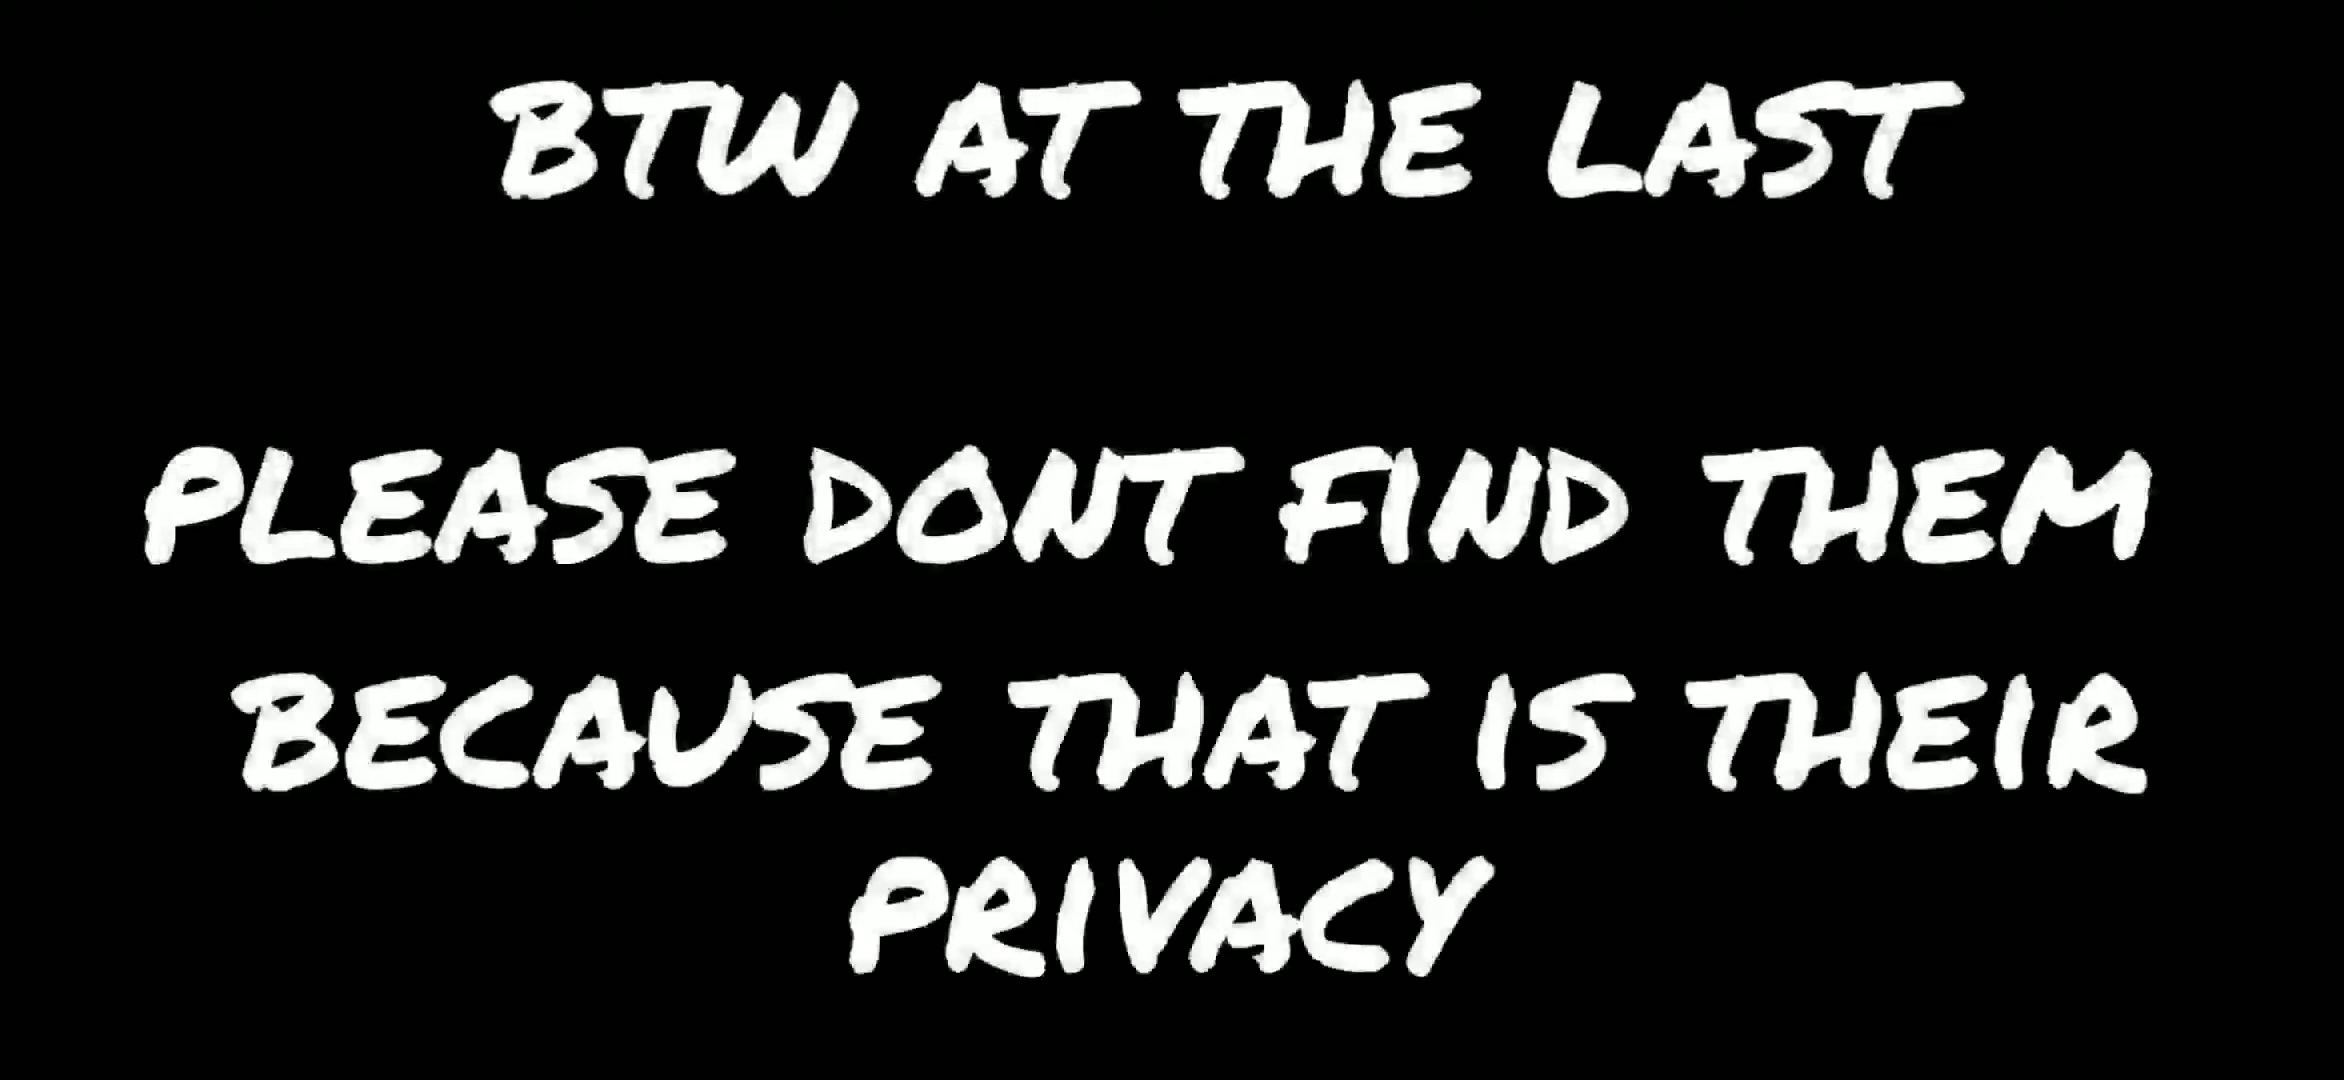 BTW AT THE LAST
PLEASE DONT FIND THEM
BECAUSE THAT IS THEIR
PRIVACY